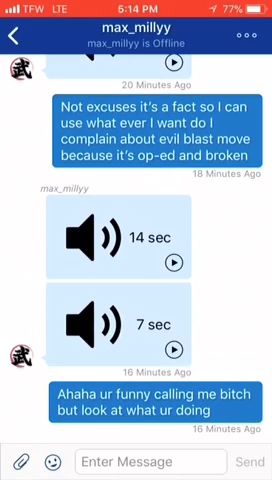 TFW LTE 5:14 PM 77%
max_millyy
max_millyy is Offline
武
20 Minutes Ago
Not excuses it's a fact so I can
use what ever I want do I
complain about evil blast move
because it's op-ed and broken
18 Minutes Ago
max_millyy
14 sec
7 sec
武
16 Minutes Ago
Ahaha ur funny calling me bitch
but look at what ur doing
16 Minutes Ago
Enter Message Send